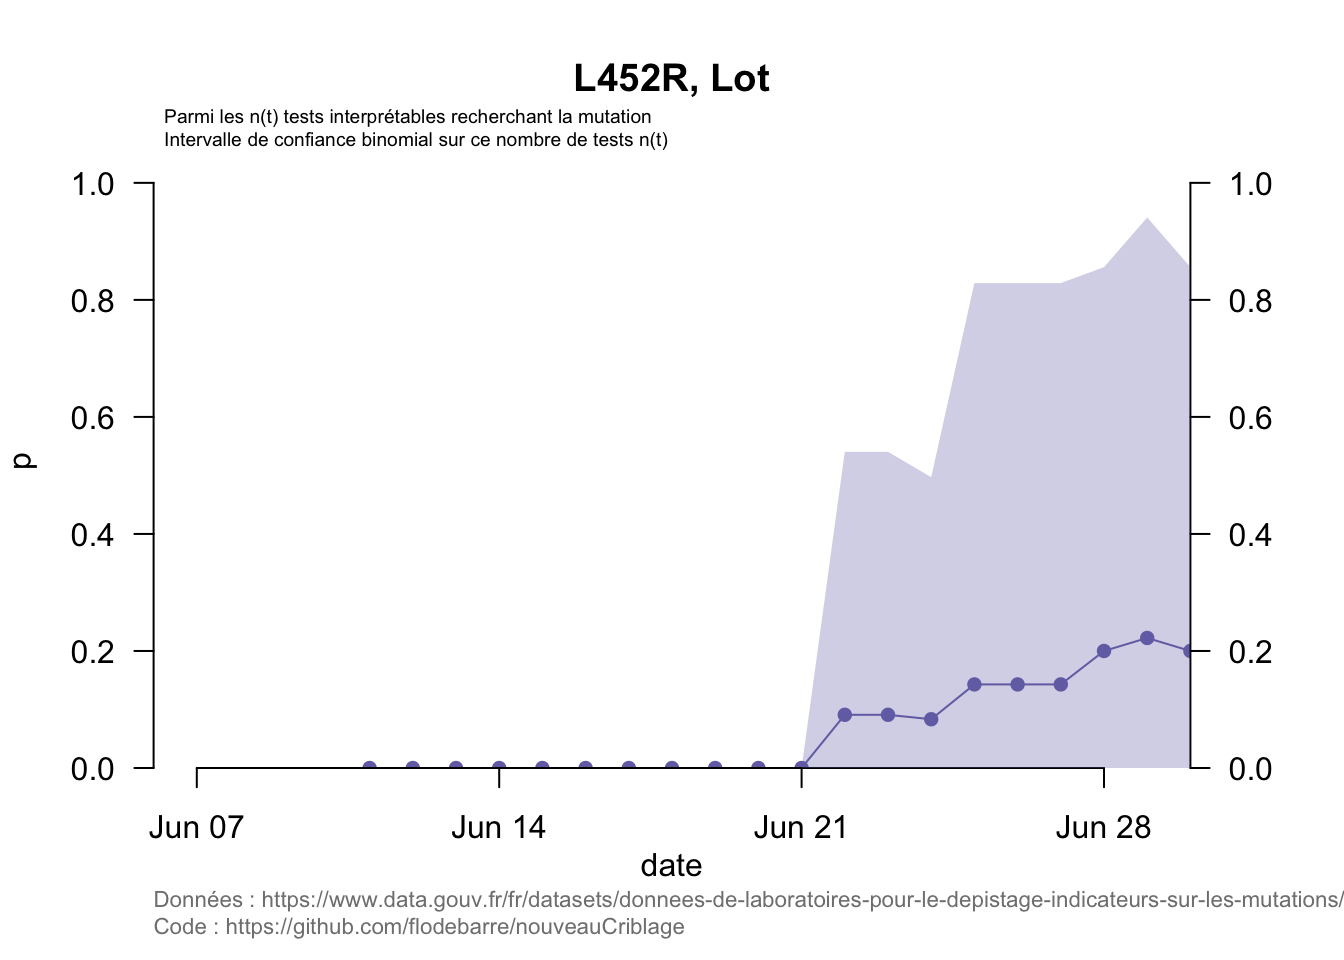 L452R, Lot
Parmi les n(t) tests interprétables recherchant la mutation
Intervalle de confiance binomial sur ce nombre de tests n(t)
1.0 1.0
0.8 0.8
0.6 0.6
p
0.4 0.4
0.2 0.2
0.0 0.0
Jun 07 Jun 14 Jun 21 Jun 28
date
Données : https://www.data.gouv.fr/fr/datasets/donnees-de-laboratoires-pour-le-depistage-indicateurs-sur-les-mutations/
Code : https://github.com/flodebarre/nouveauCriblage